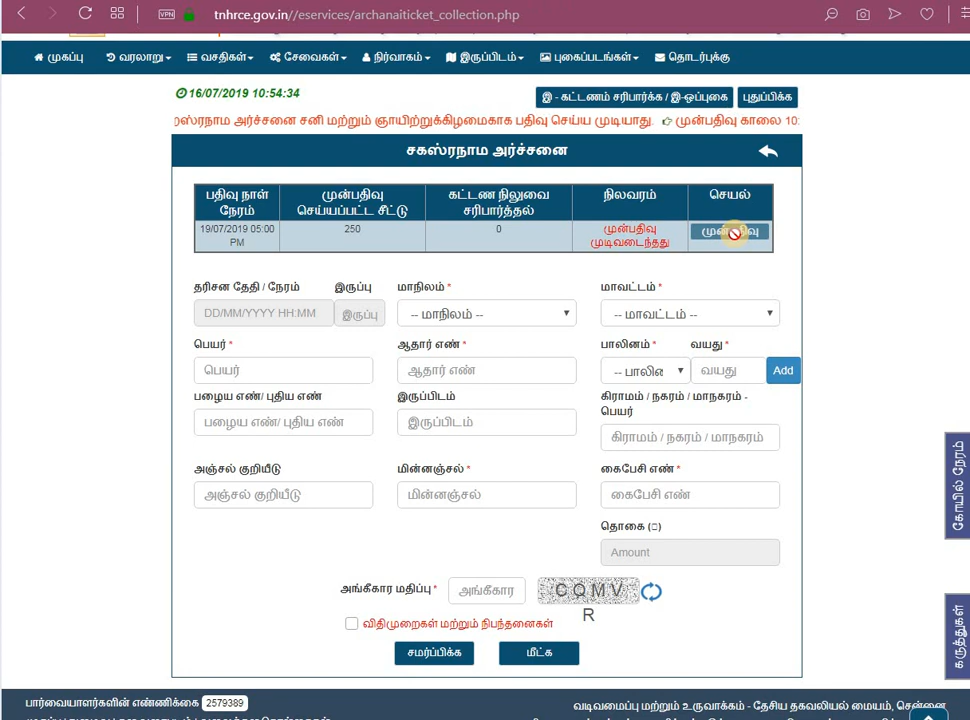 tnhrce.gov.in//eservices/archanaiticket_collection.php
VPN
முகப்பு வரலாறு வசதிகள் சேவைகள் நிர்வாகம் இருப்பிடம் புகைப்படங்கள் தொடர்புக்கு
16/07/2019 10:54:34
இ - கட்டணம் சரிபார்க்க / இ-ஒப்புகை புதுப்பிக்க
றஸ்ரநாம அர்ச்சனை சனி மற்றும் ஞாயிற்றுக்கிழமைகாக பதிவு செய்ய முடியாது. முன்பதிவு காலை 10:
சகஸ்ரநாம அர்ச்சனை
பதிவு நாள் நேரம் முன்பதிவு செய்யப்பட்ட சீட்டு கட்டண நிலுவை சரிபார்த்தல் நிலவரம் செயல்
19/07/2019 05:00 PM 250 0 முன்பதிவு முடிவடைந்தது
தரிசன தேதி / நேரம் இருப்பு மாநிலம் * மாவட்டம் *
DD/MM/YYYY HH:MM இருப்பு -- மாநிலம் -- -- மாவட்டம் --
பெயர் * ஆதார் எண் * பாலினம் * வயது *
பெயர் ஆதார் எண் -- பாலின வயது Add
பழைய எண்/ புதிய எண் இருப்பிடம் கிராமம் / நகரம் / மாநகரம் - பெயர்
பழைய எண்/ புதிய எண் இருப்பிடம் கிராமம் / நகரம் / மாநகரம்
அஞ்சல் குறியீடு மின்னஞ்சல் * கைபேசி எண் *
அஞ்சல் குறியீடு மின்னஞ்சல் கைபேசி எண்
தொகை (▯)
Amount
அங்கீகார மதிப்பு * அங்கீகார C Q M V
R
விதிமுறைகள் மற்றும் நிபந்தனைகள்
சமர்ப்பிக்க மீட்க
கோயில் நேரம்
கருத்துகள்
பார்வையாளர்களின் எண்ணிக்கை 2579389
வடிவமைப்பு மற்றும் உருவாக்கம் - தேசிய தகவலியல் மையம், சென்னை